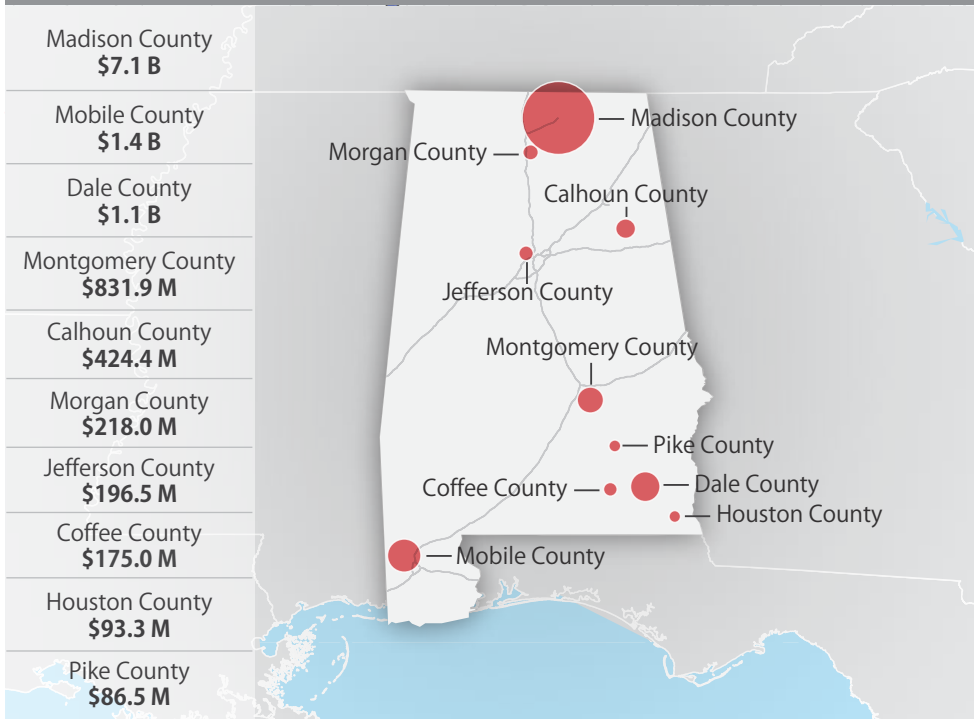 Madison County
$7.1 B
Mobile County
$1.4 B
Dale County
$1.1 B
Montgomery County
$831.9 M
Calhoun County
$424.4 M
Morgan County
$218.0 M
Jefferson County
$196.5 M
Coffee County
$175.0 M
Houston County
$93.3 M
Pike County
$86.5 M
Madison County
Morgan County
Calhoun County
Jefferson County
Montgomery County
Pike County
Coffee County
Dale County
Houston County
Mobile County